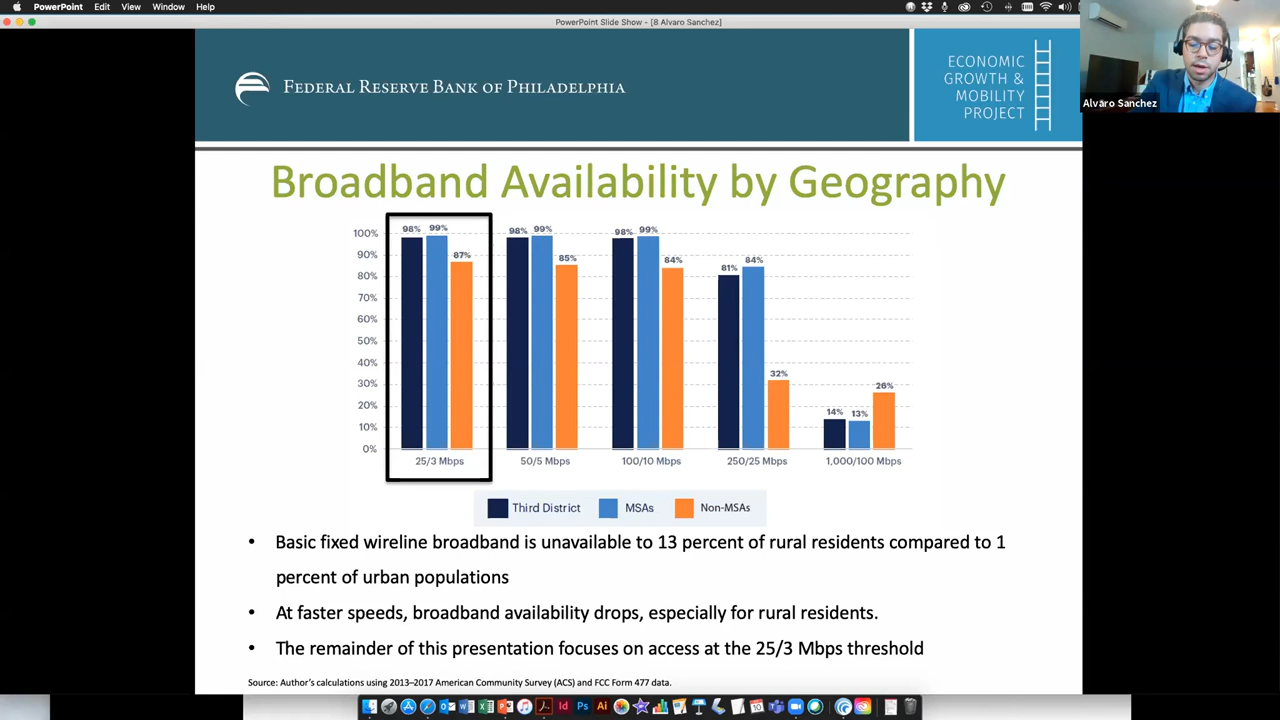 PowerPoint Edit View Window Help
PowerPoint Slide Show - [8 Alvaro Sanchez]
FEDERAL RESERVE BANK OF PHILADELPHIA
ECONOMIC
GROWTH &
MOBILITY
PROJECT
Alvaro Sanchez
Broadband Availability by Geography
100%
90%
80%
70%
60%
50%
40%
30%
20%
10%
0%
98% 99% 87%
98% 99% 85%
98% 99% 84%
81% 84% 32%
14% 13% 26%
25/3 Mbps 50/5 Mbps 100/10 Mbps 250/25 Mbps 1,000/100 Mbps
Third District MSAs Non-MSAs
• Basic fixed wireline broadband is unavailable to 13 percent of rural residents compared to 1
percent of urban populations
• At faster speeds, broadband availability drops, especially for rural residents.
• The remainder of this presentation focuses on access at the 25/3 Mbps threshold
Source: Author's calculations using 2013–2017 American Community Survey (ACS) and FCC Form 477 data.
Id Ps Ai